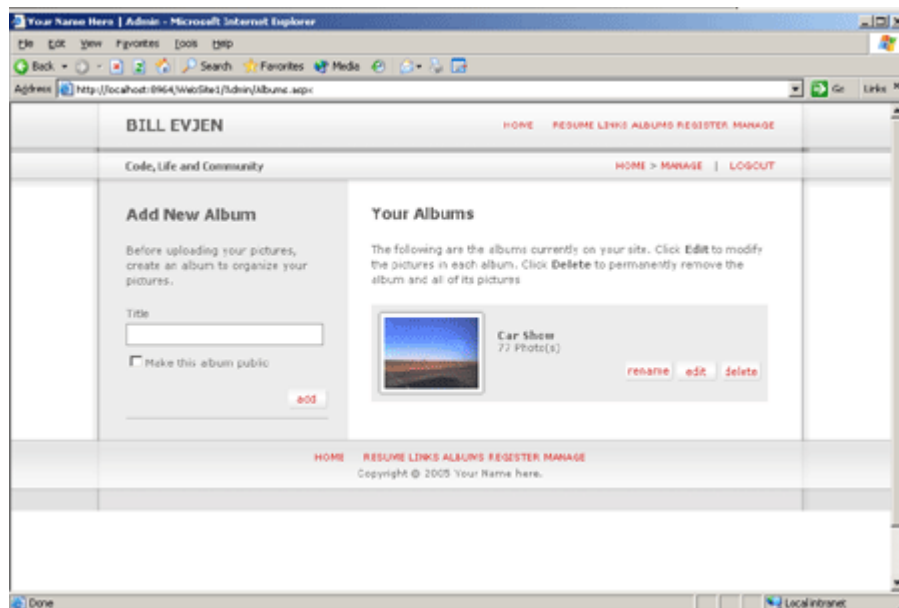 Your Name Here | Admin - Microsoft Internet Explorer
File Edit View Favorites Tools Help
Back Search Favorites Media
Address http://localhost:8964/WebSite1/Admin/Albums.aspx Go Links
BILL EVJEN
HOME RESUME LINKS ALBUMS REGISTER MANAGE
Code, Life and Community
HOME > MANAGE | LOGOUT
Add New Album
Before uploading your pictures,
create an album to organize your
pictures.
Title
Make this album public
add
Your Albums
The following are the albums currently on your site. Click Edit to modify
the pictures in each album. Click Delete to permanently remove the
album and all of its pictures
Car Show
77 Photo(s)
rename edit delete
HOME RESUME LINKS ALBUMS REGISTER MANAGE
Copyright © 2005 Your Name here.
Done Local intranet